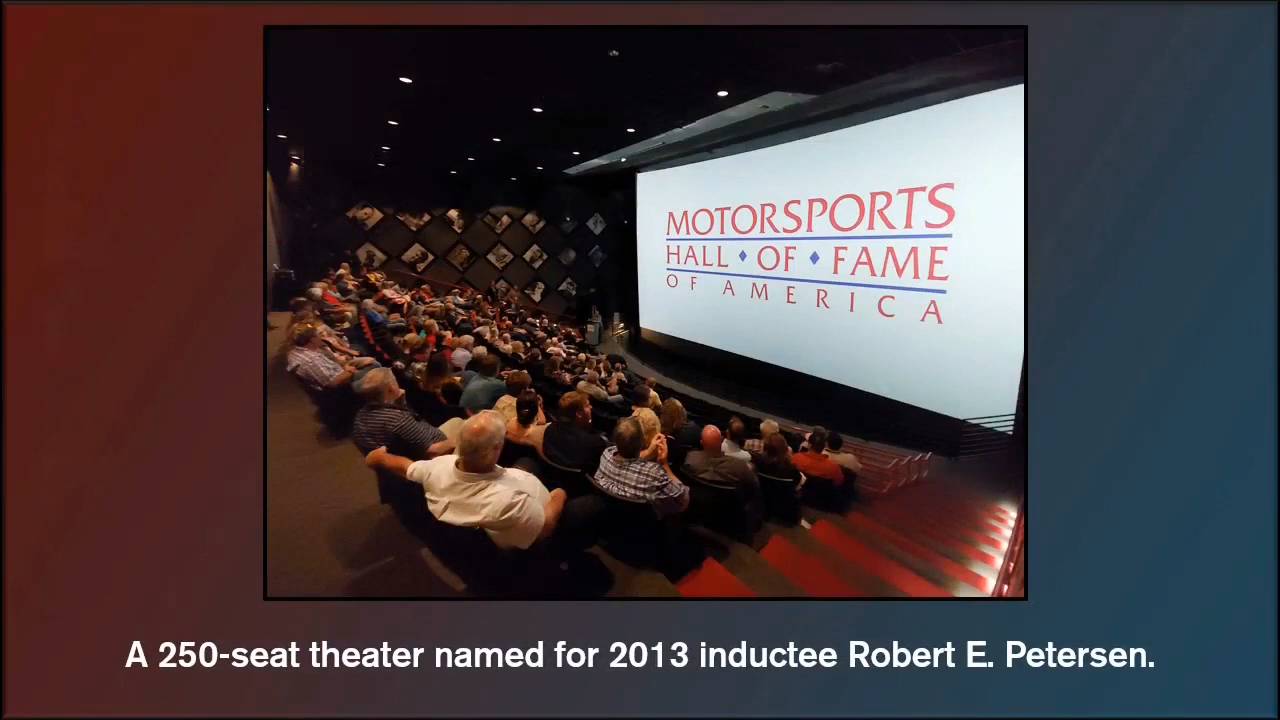 MOTORSPORTS
HALL ♦ OF ♦ FAME
OF AMERICA
A 250-seat theater named for 2013 inductee Robert E. Petersen.